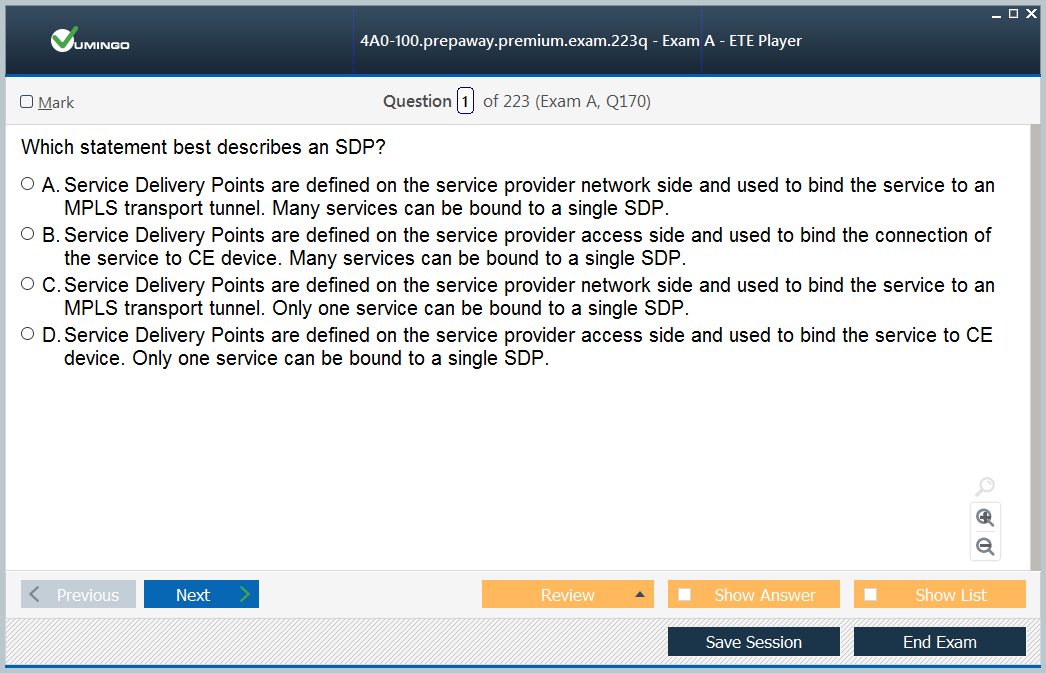 VUMINGO
4A0-100.prepaway.premium.exam.223q - Exam A - ETE Player
Mark
Question 1 of 223 (Exam A, Q170)
Which statement best describes an SDP?
A. Service Delivery Points are defined on the service provider network side and used to bind the service to an
MPLS transport tunnel. Many services can be bound to a single SDP.
B. Service Delivery Points are defined on the service provider access side and used to bind the connection of
the service to CE device. Many services can be bound to a single SDP.
C. Service Delivery Points are defined on the service provider network side and used to bind the service to an
MPLS transport tunnel. Only one service can be bound to a single SDP.
D. Service Delivery Points are defined on the service provider access side and used to bind the service to CE
device. Only one service can be bound to a single SDP.
Previous
Next
Review
Show Answer
Show List
Save Session
End Exam